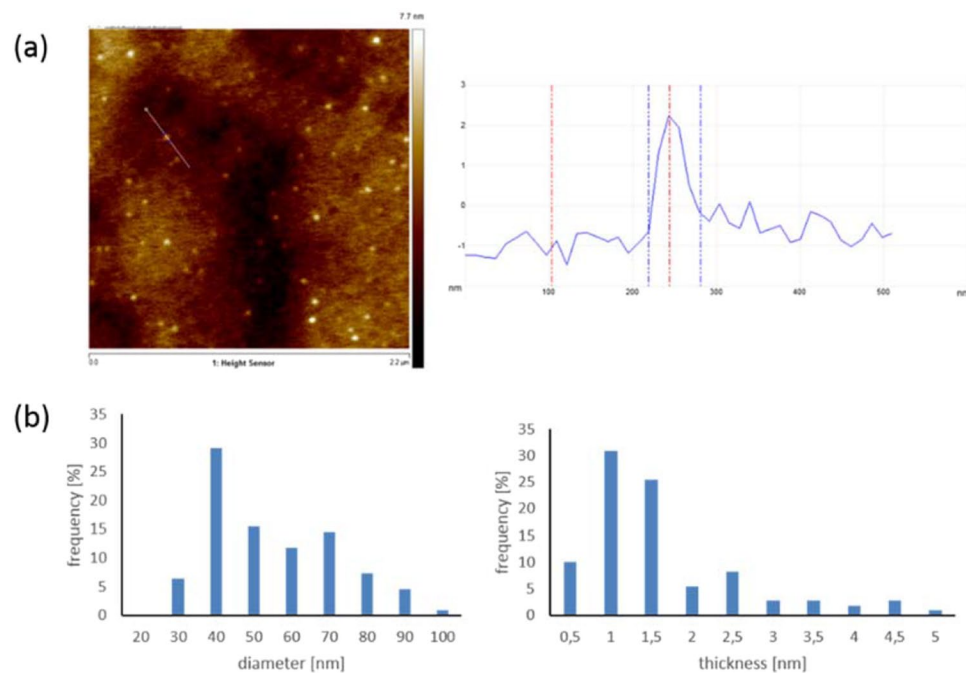 (a)
7.7 nm
0.0
1: Height Sensor
2.2 µm
3
2
1
0
-1
nm
100
200
300
400
500
nm
(b)
frequency [%]
35
30
25
20
15
10
5
0
20 30 40 50 60 70 80 90 100
diameter [nm]
frequency [%]
35
30
25
20
15
10
5
0
0,5 1 1,5 2 2,5 3 3,5 4 4,5 5
thickness [nm]